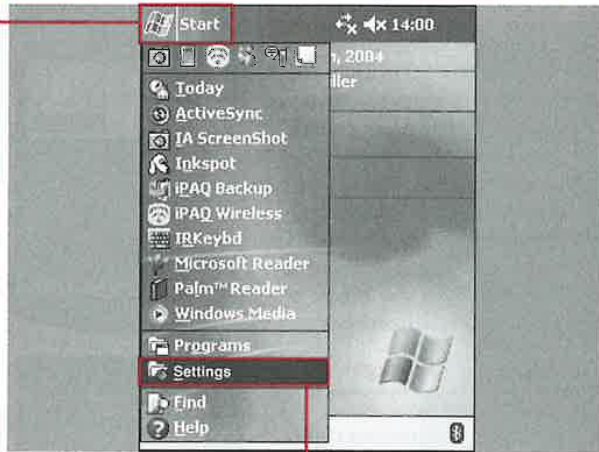 Start 14:00
, 2004
ller
Today
ActiveSync
IA ScreenShot
Inkspot
iPAQ Backup
iPAQ Wireless
IRKeybd
Microsoft Reader
Palm™ Reader
Windows Media
Programs
Settings
Find
Help